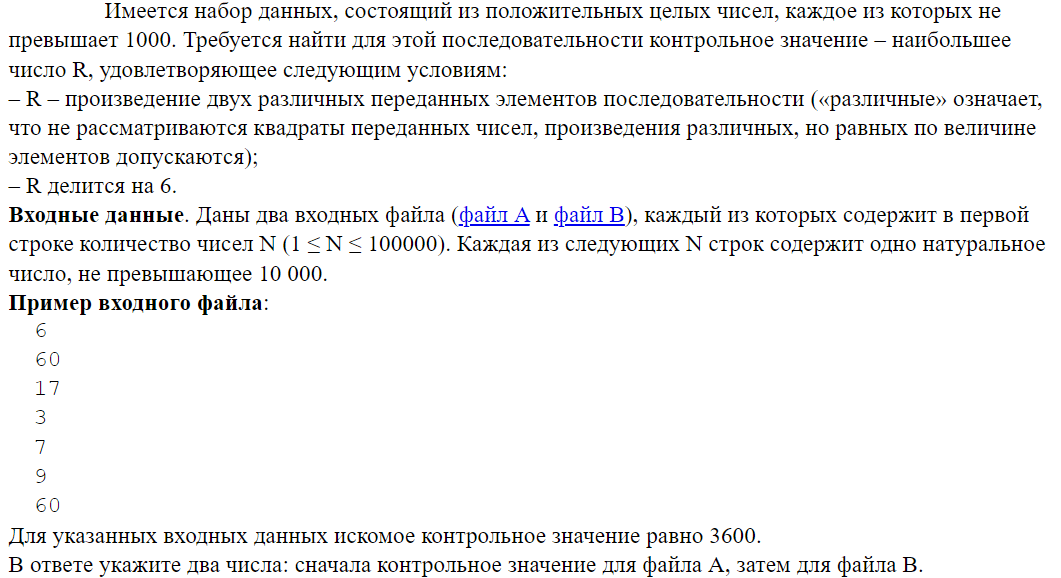 Имеется набор данных, состоящий из положительных целых чисел, каждое из которых не
превышает 1000. Требуется найти для этой последовательности контрольное значение – наибольшее
число R, удовлетворяющее следующим условиям:
– R – произведение двух различных переданных элементов последовательности («различные» означает,
что не рассматриваются квадраты переданных чисел, произведения различных, но равных по величине
элементов допускаются);
– R делится на 6.
Входные данные. Даны два входных файла (файл A и файл B), каждый из которых содержит в первой
строке количество чисел N (1 ≤ N ≤ 100000). Каждая из следующих N строк содержит одно натуральное
число, не превышающее 10 000.
Пример входного файла:
6
60
17
3
7
9
60
Для указанных входных данных искомое контрольное значение равно 3600.
В ответе укажите два числа: сначала контрольное значение для файла A, затем для файла B.